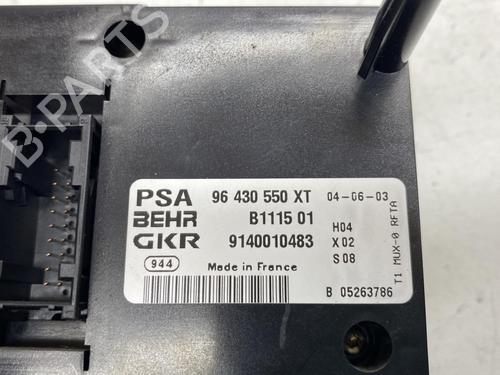 B-PARTS
PSA 96 430 550 XT 04-06-03
BEHR B1115 01 H04
GKR 9140010483 X 02
944 Made in France S 08
B 05263786
T1 MUX-0 RFTA